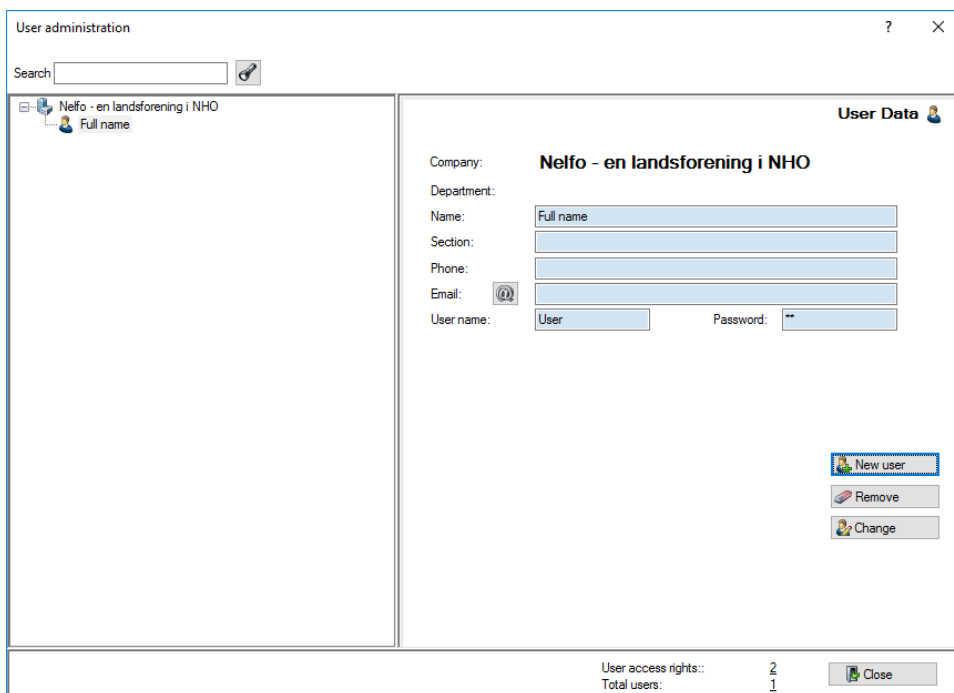 User administration
?
Search
Nelfo - en landsforening i NHO
Full name
User Data
Company: Nelfo - en landsforening i NHO
Department:
Name: Full name
Section:
Phone:
Email: @
User name: User Password: **
New user
Remove
Change
User access rights:: 2
Total users: 1
Close